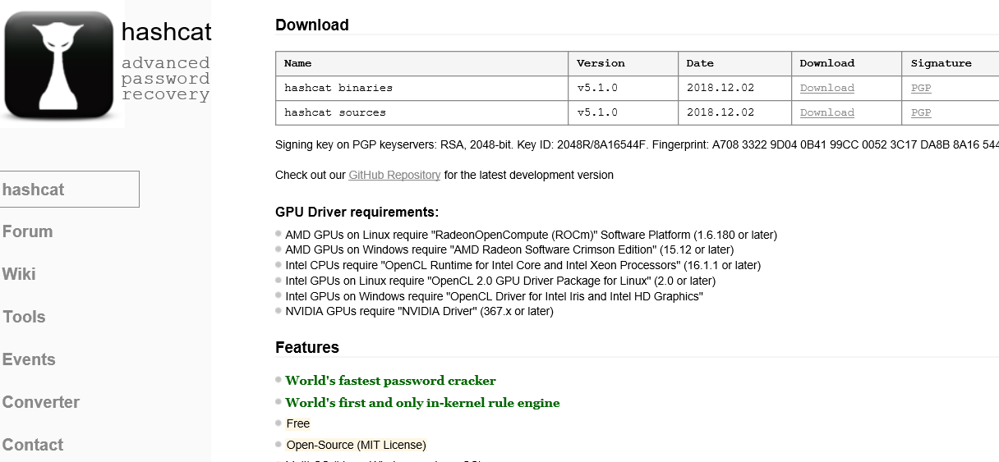 hashcat
advanced
password
recovery
hashcat
Forum
Wiki
Tools
Events
Converter
Contact
Download
Name Version Date Download Signature
hashcat binaries v5.1.0 2018.12.02 Download PGP
hashcat sources v5.1.0 2018.12.02 Download PGP
Signing key on PGP keyservers: RSA, 2048-bit. Key ID: 2048R/8A16544F. Fingerprint: A708 3322 9D04 0B41 99CC 0052 3C17 DA8B 8A16 544
Check out our GitHub Repository for the latest development version
GPU Driver requirements:
AMD GPUs on Linux require "RadeonOpenCompute (ROCm)" Software Platform (1.6.180 or later)
AMD GPUs on Windows require "AMD Radeon Software Crimson Edition" (15.12 or later)
Intel CPUs require "OpenCL Runtime for Intel Core and Intel Xeon Processors" (16.1.1 or later)
Intel GPUs on Linux require "OpenCL 2.0 GPU Driver Package for Linux" (2.0 or later)
Intel GPUs on Windows require "OpenCL Driver for Intel Iris and Intel HD Graphics"
NVIDIA GPUs require "NVIDIA Driver" (367.x or later)
Features
World's fastest password cracker
World's first and only in-kernel rule engine
Free
Open-Source (MIT License)